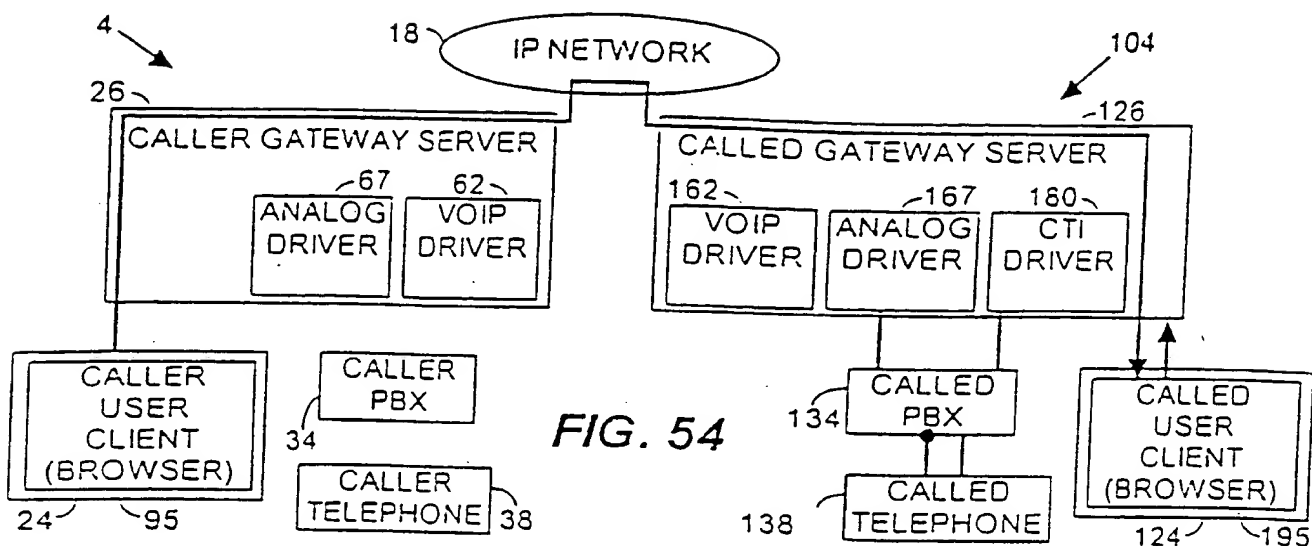 4
18
IP NETWORK
104
26
126
CALLER GATEWAY SERVER
CALLED GATEWAY SERVER
67
62
162
167
180
ANALOG
DRIVER
VOIP
DRIVER
VOIP
DRIVER
ANALOG
DRIVER
CTI
DRIVER
CALLER
USER
CLIENT
(BROWSER)
24
95
CALLER
PBX
34
CALLER
TELEPHONE
38
FIG. 54
CALLED
PBX
134
CALLED
TELEPHONE
138
CALLED
USER
CLIENT
(BROWSER)
124
195